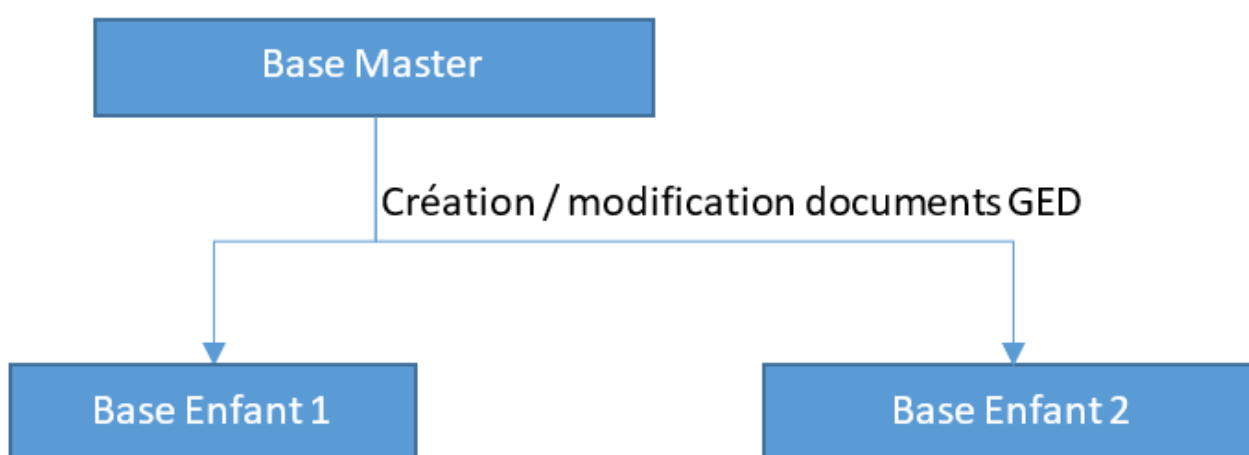 Base Master
Création / modification documents GED
Base Enfant 1
Base Enfant 2